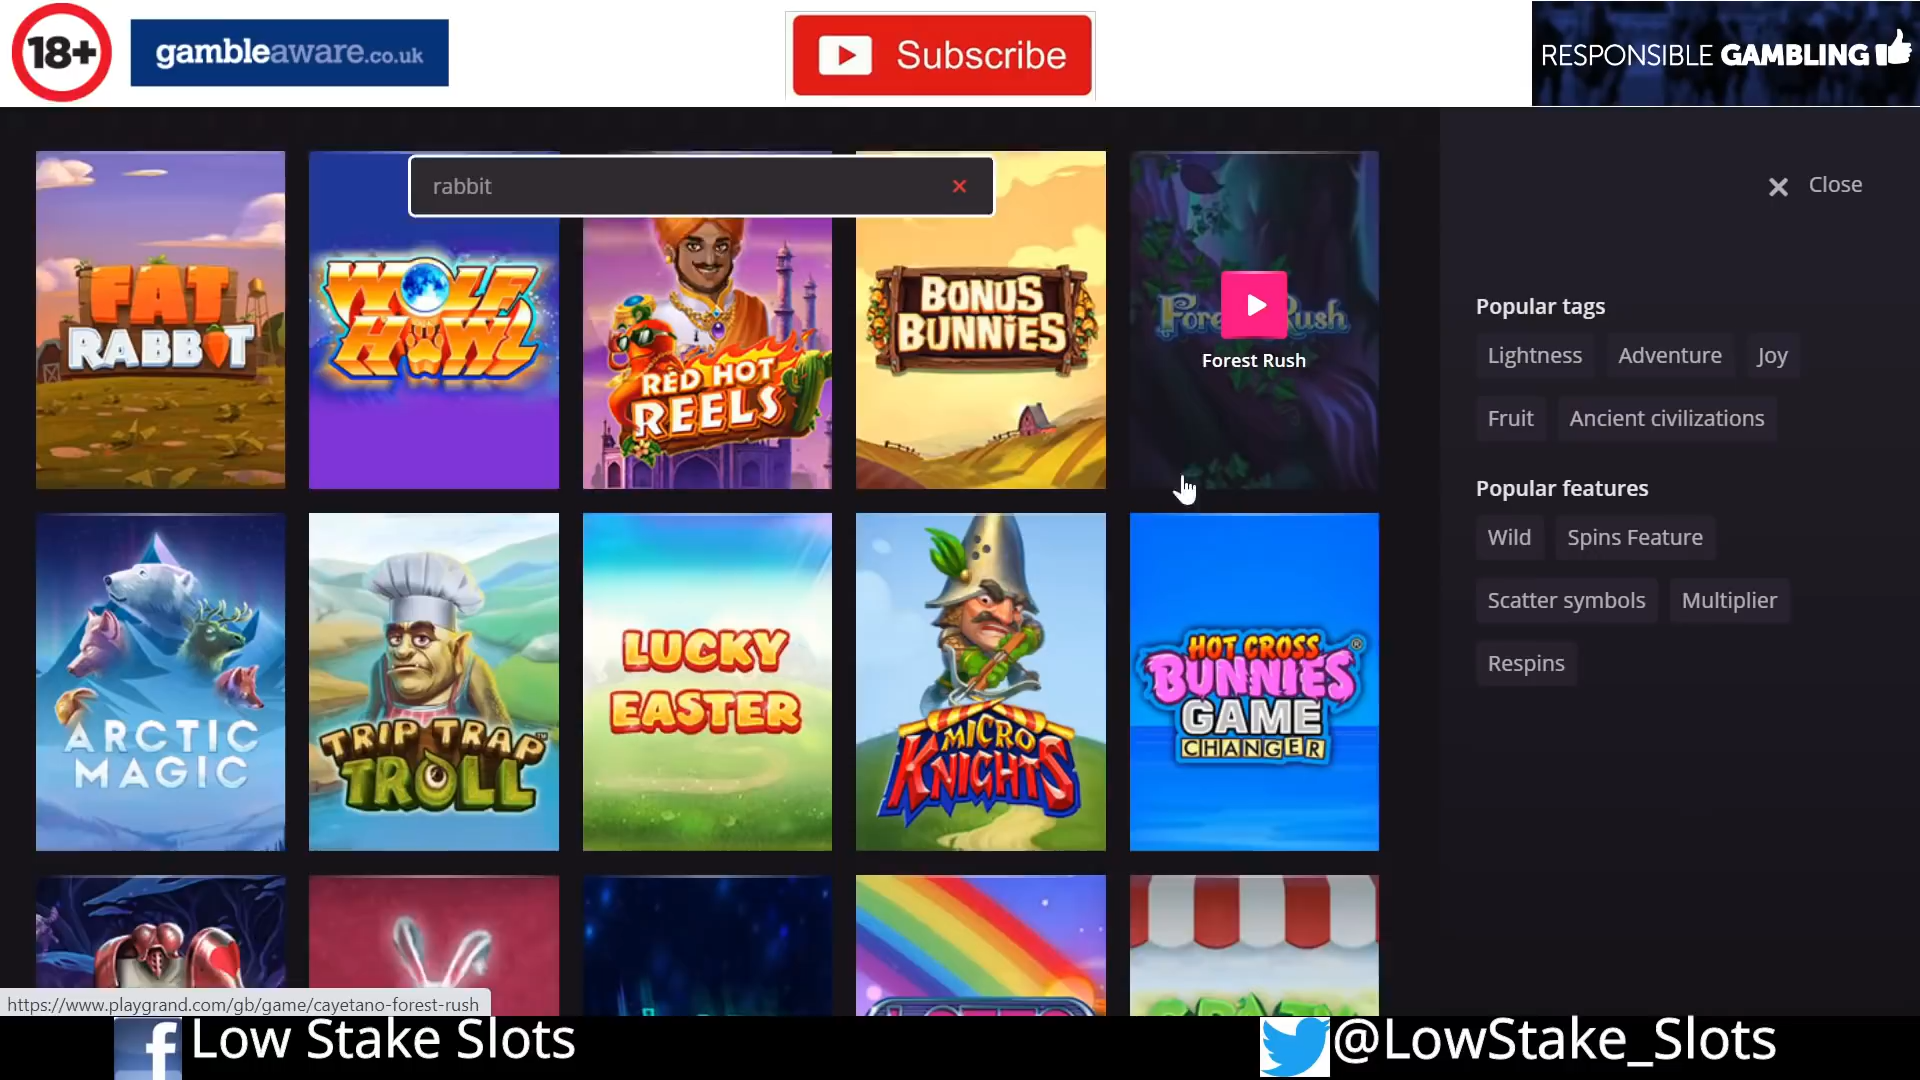 18+
gambleaware.co.uk
Subscribe
RESPONSIBLE GAMBLING
rabbit
Close
FAT
RABBIT
WOLF
HOWL
RED HOT
REELS
BONUS
BUNNIES
Forest Rush
Forest Rush
Popular tags
Lightness
Adventure
Joy
Fruit
Ancient civilizations
Popular features
Wild
Spins Feature
Scatter symbols
Multiplier
Respins
ARCTIC
MAGIC
TRIP TRAP
TROLL™
LUCKY
EASTER
MICRO
KNIGHTS
HOT CROSS
BUNNIES®
GAME
CHANGER
https://www.playgrand.com/gb/game/cayetano-forest-rush
f Low Stake Slots
@LowStake_Slots